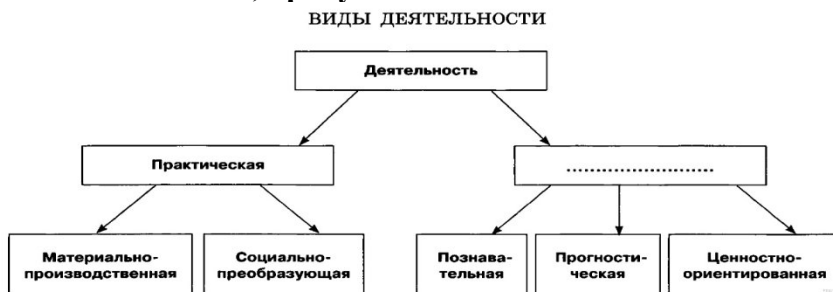 ВИДЫ ДЕЯТЕЛЬНОСТИ
Деятельность
Практическая
..........................
Материально-
производственная
Социально-
преобразующая
Познава-
тельная
Прогности-
ческая
Ценностно-
ориентированная